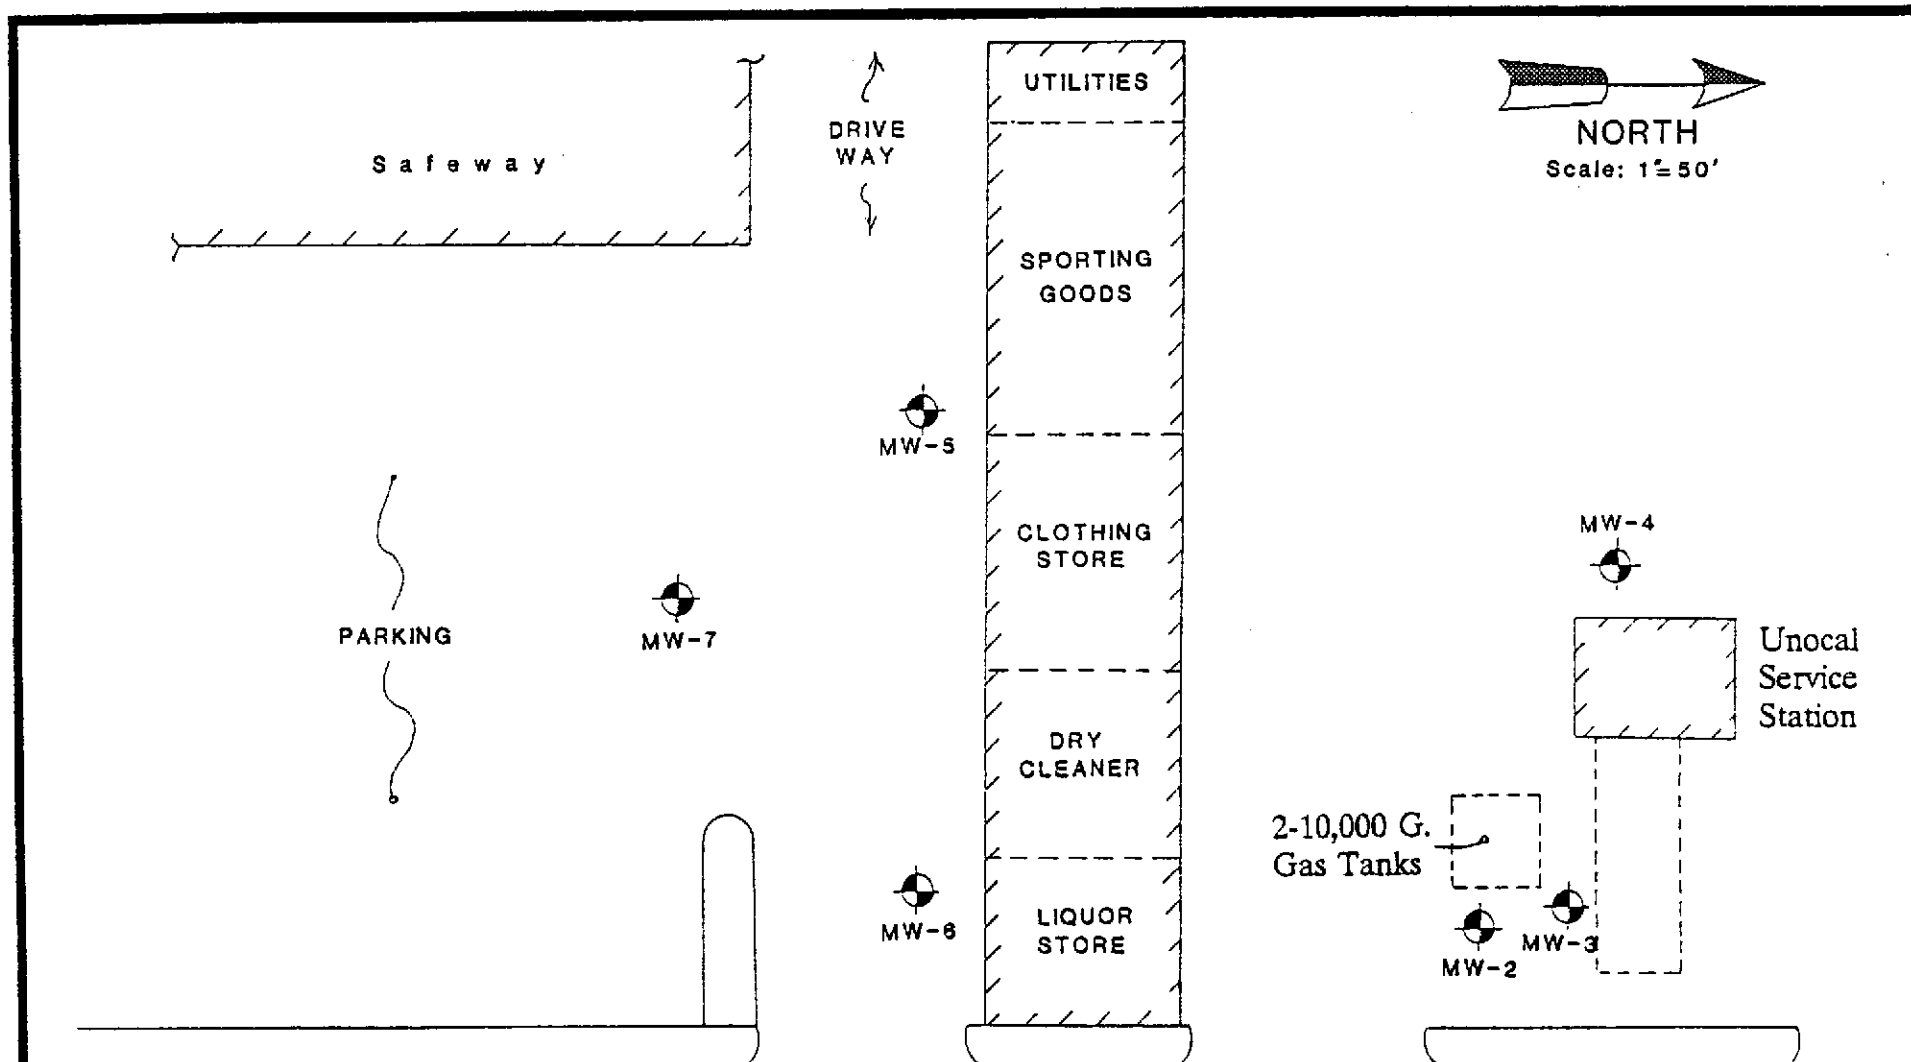 UTILITIES
DRIVE
WAY
NORTH
Scale: 1"=50'
Safeway
SPORTING
GOODS
MW-5
CLOTHING
STORE
MW-4
PARKING
MW-7
Unocal
Service
Station
DRY
CLEANER
2-10,000 G.
Gas Tanks
LIQUOR
STORE
MW-6
MW-3
MW-2